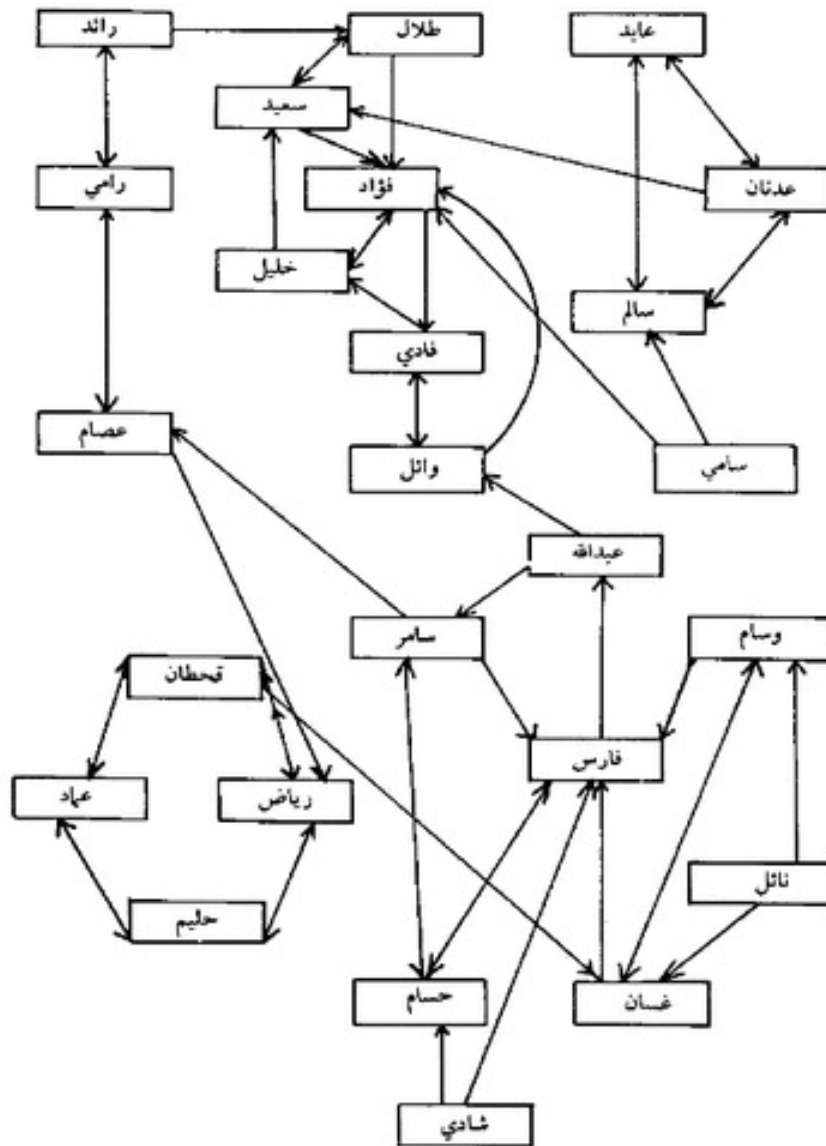 رائد
طلال
عايد
سعيد
رامي
فؤاد
عدنان
خليل
سالم
فادي
عصام
وائل
سامي
عبدالله
سامر
وسام
قحطان
فارس
عماد
رياض
نائل
حليم
حسام
غسان
شادي